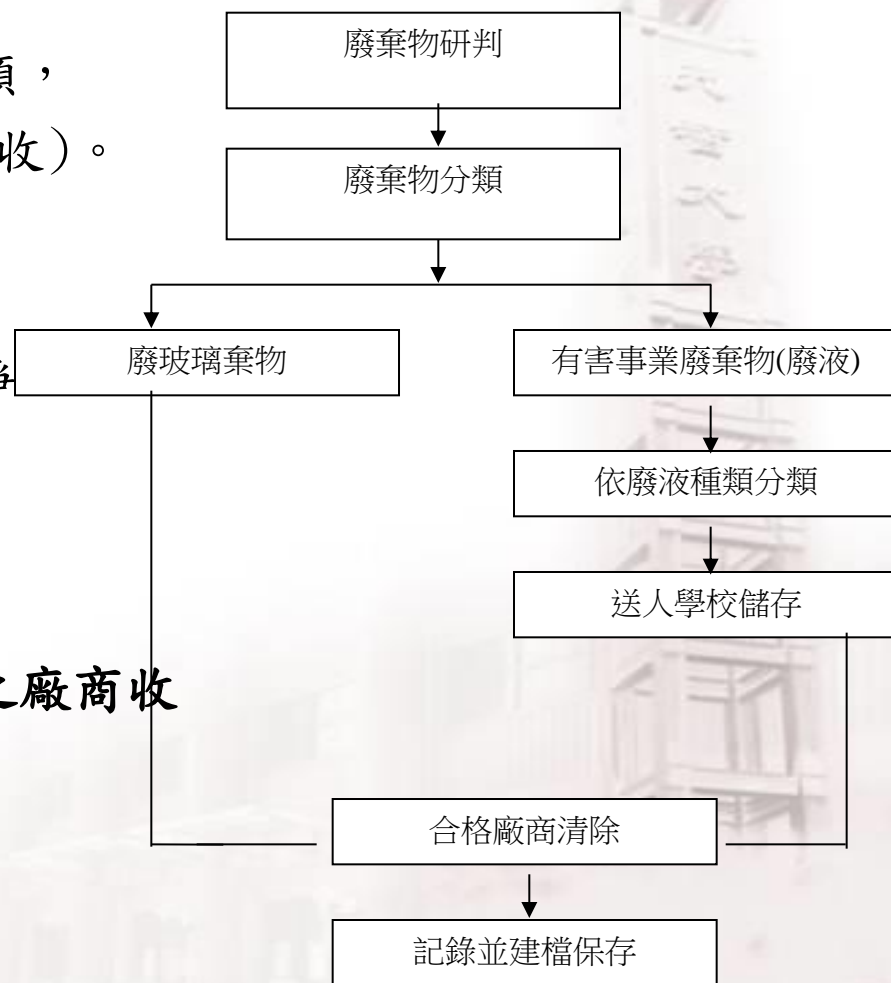 廢棄物研判
類，
收)。
廢棄物分類
廢玻璃棄物
有害事業廢棄物(廢液)
依廢液種類分類
送人學校儲存
之廠商收
合格廠商清除
記錄並建檔保存